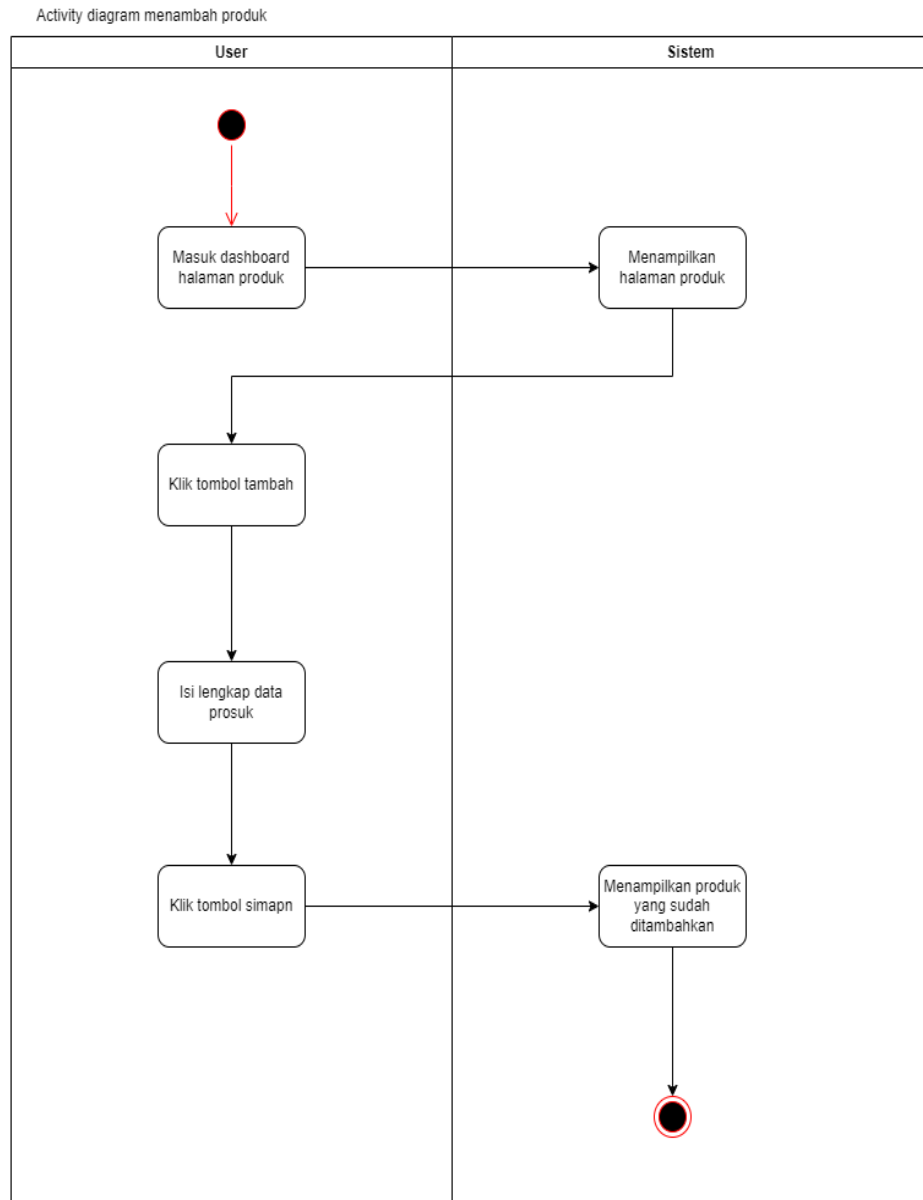 Activity diagram menambah produk
User
Sistem
Masuk dashboard
halaman produk
Menampilkan
halaman produk
Klik tombol tambah
Isi lengkap data
prosuk
Klik tombol simapn
Menampilkan produk
yang sudah
ditambahkan